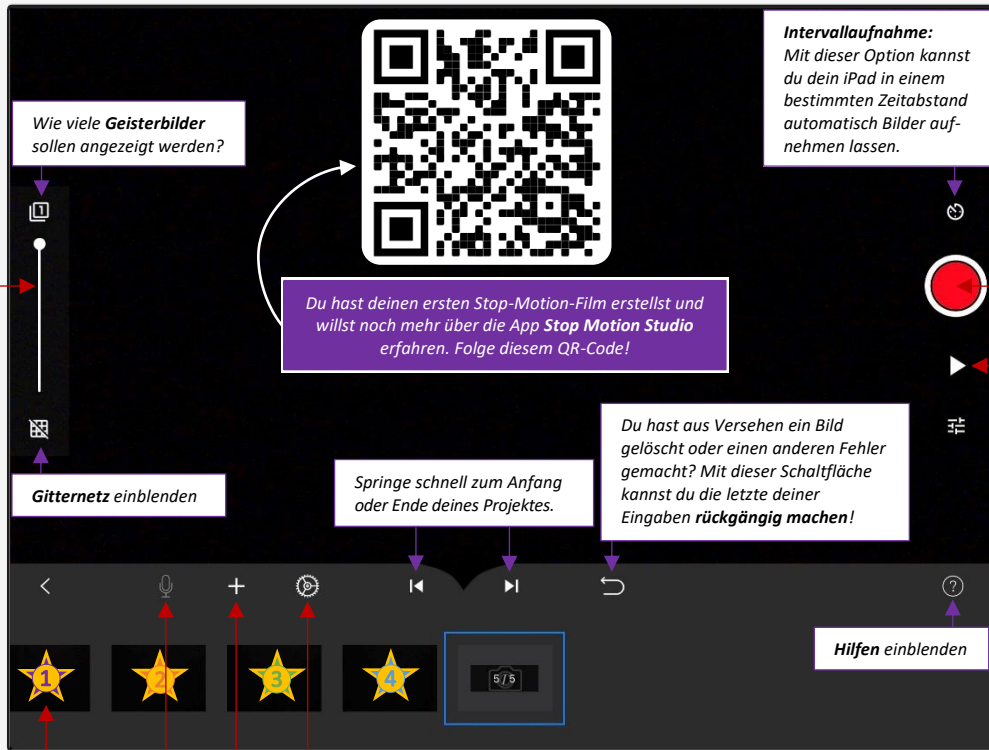 Intervallaufnahme:
Mit dieser Option kannst
du dein iPad in einem
bestimmten Zeitabstand
automatisch Bilder auf-
nehmen lassen.
Wie viele Geisterbilder
sollen angezeigt werden?
1
Du hast deinen ersten Stop-Motion-Film erstellst und
willst noch mehr über die App Stop Motion Studio
erfahren. Folge diesem QR-Code!
Du hast aus Versehen ein Bild
gelöscht oder einen anderen Fehler
gemacht? Mit dieser Schaltfläche
kannst du die letzte deiner
Eingaben rückgängig machen!
Springe schnell zum Anfang
oder Ende deines Projektes.
Gitternetz einblenden
?
Hilfen einblenden
1
2
3
4
5/5